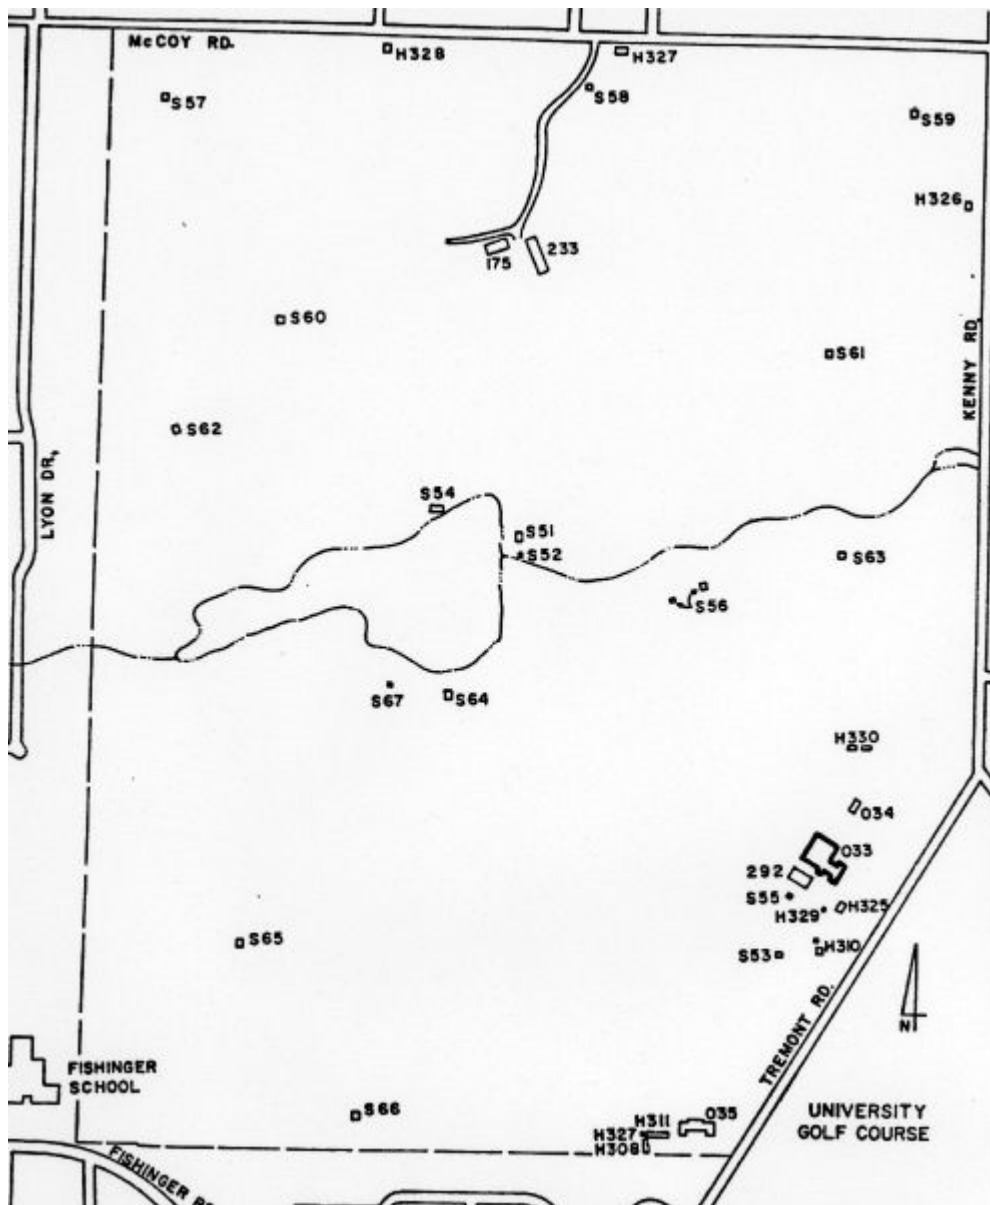 McCOY RD.
H328
H327
S57
S58
S59
H326
175
233
S60
S61
KENNY RD.
S62
LYON DR.
S54
S51
S52
S63
S56
S67
S64
H330
034
033
292
S55
H329
H325
S65
S53
H310
TREMONT RD.
N
FISHINGER
SCHOOL
S66
H311
035
UNIVERSITY
GOLF COURSE
H327
H308
FISHINGER RD.